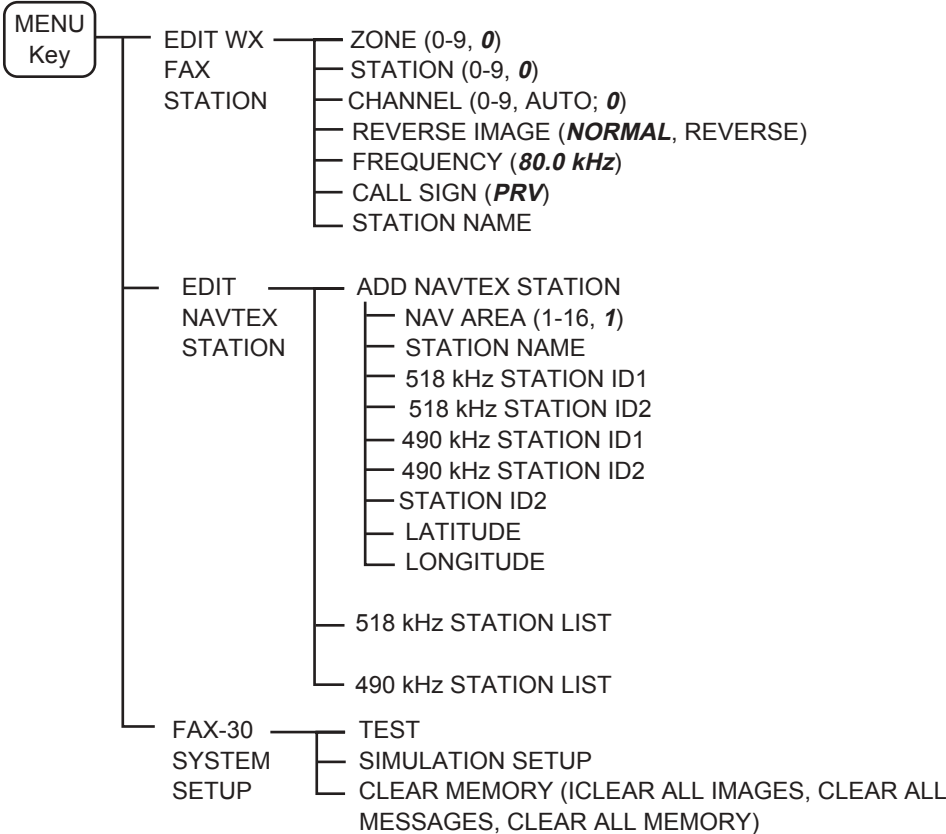 MENU
Key
EDIT WX
FAX
STATION
ZONE (0-9, 0)
STATION (0-9, 0)
CHANNEL (0-9, AUTO; 0)
REVERSE IMAGE (NORMAL, REVERSE)
FREQUENCY (80.0 kHz)
CALL SIGN (PRV)
STATION NAME
EDIT
NAVTEX
STATION
ADD NAVTEX STATION
NAV AREA (1-16, 1)
STATION NAME
518 kHz STATION ID1
518 kHz STATION ID2
490 kHz STATION ID1
490 kHz STATION ID2
STATION ID2
LATITUDE
LONGITUDE
518 kHz STATION LIST
490 kHz STATION LIST
FAX-30
SYSTEM
SETUP
TEST
SIMULATION SETUP
CLEAR MEMORY (ICLEAR ALL IMAGES, CLEAR ALL
MESSAGES, CLEAR ALL MEMORY)